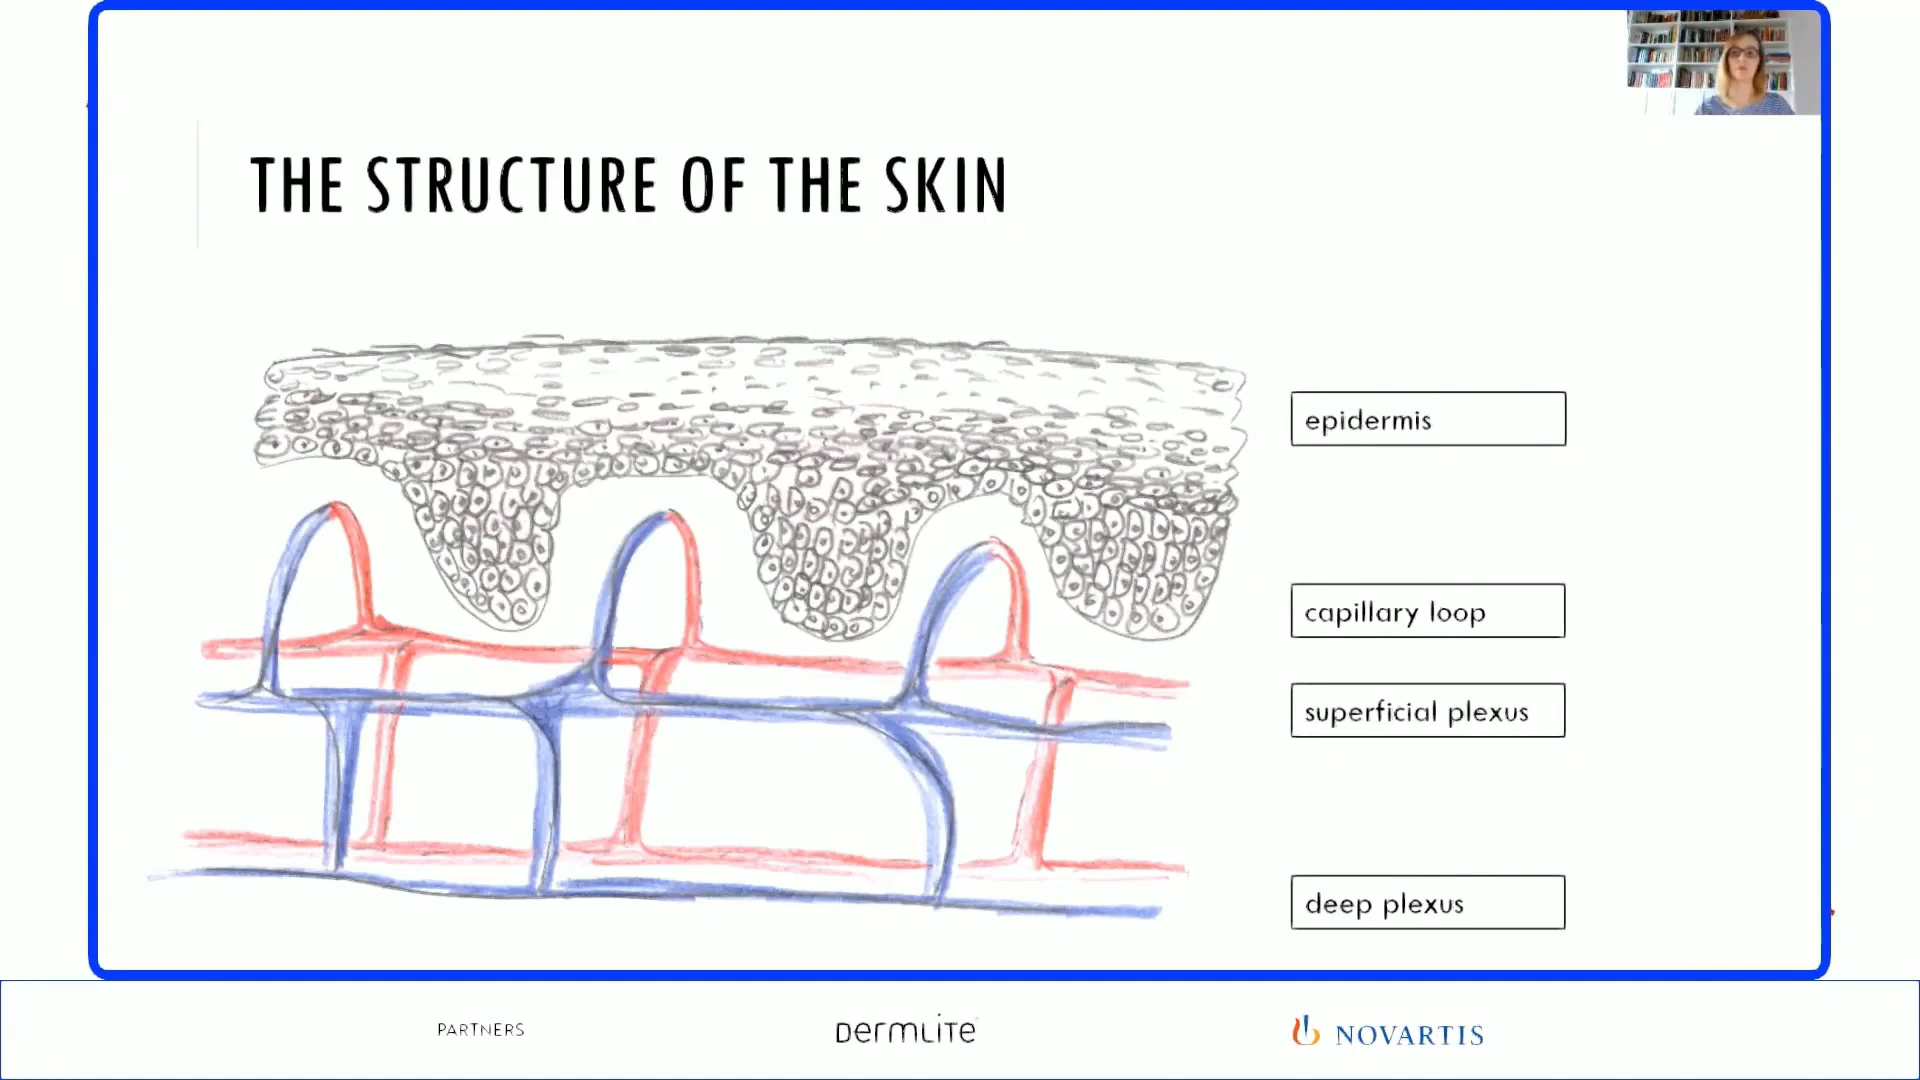 THE STRUCTURE OF THE SKIN
epidermis
capillary loop
superficial plexus
deep plexus
PARTNERS
DERMLITE
NOVARTIS